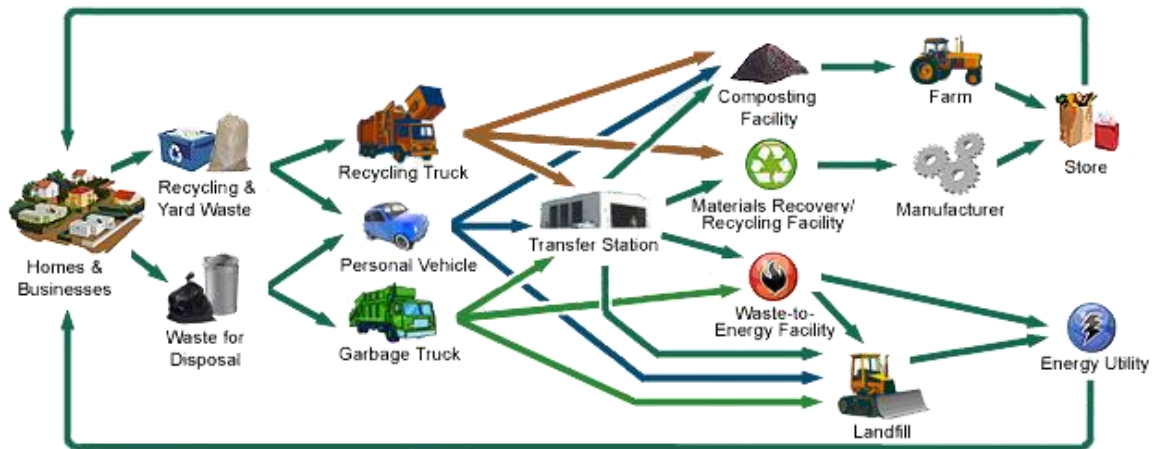 Homes &
Businesses
Recycling &
Yard Waste
Waste for
Disposal
Recycling Truck
Personal Vehicle
Garbage Truck
Transfer Station
Composting
Facility
Materials Recovery/
Recycling Facility
Waste-to-
Energy Facility
Landfill
Farm
Manufacturer
Store
Energy Utility